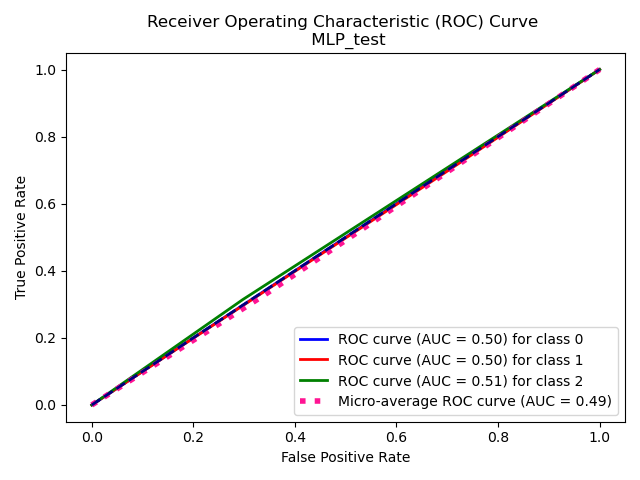 Receiver Operating Characteristic (ROC) Curve
MLP_test
True Positive Rate
1.0
0.8
0.6
0.4
0.2
0.0
ROC curve (AUC = 0.50) for class 0
ROC curve (AUC = 0.50) for class 1
ROC curve (AUC = 0.51) for class 2
Micro-average ROC curve (AUC = 0.49)
0.0 0.2 0.4 0.6 0.8 1.0
False Positive Rate